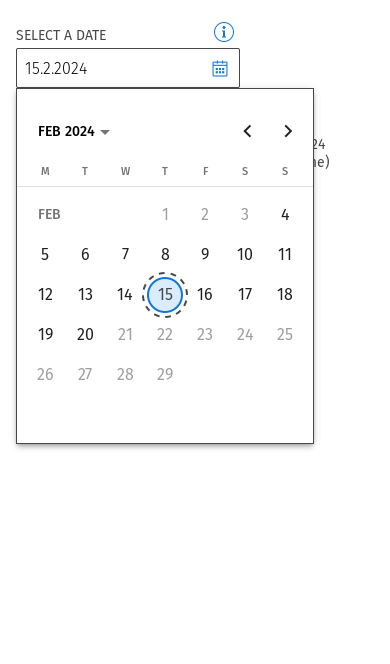 SELECT A DATE
15.2.2024
FEB 2024
M T W T F S S
FEB 1 2 3 4
5 6 7 8 9 10 11
12 13 14 15 16 17 18
19 20 21 22 23 24 25
26 27 28 29